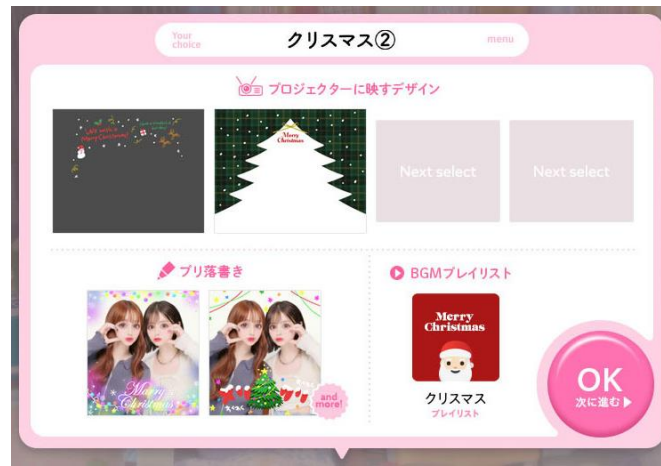 Your
choice
クリスマス②
menu
プロジェクターに映すデザイン
Merry
Christmas
Next select
Next select
プリ落書き
BGMプレイリスト
Merry
Christmas
Merry
Christmas
and
more!
クリスマス
プレイリスト
OK
次に進む